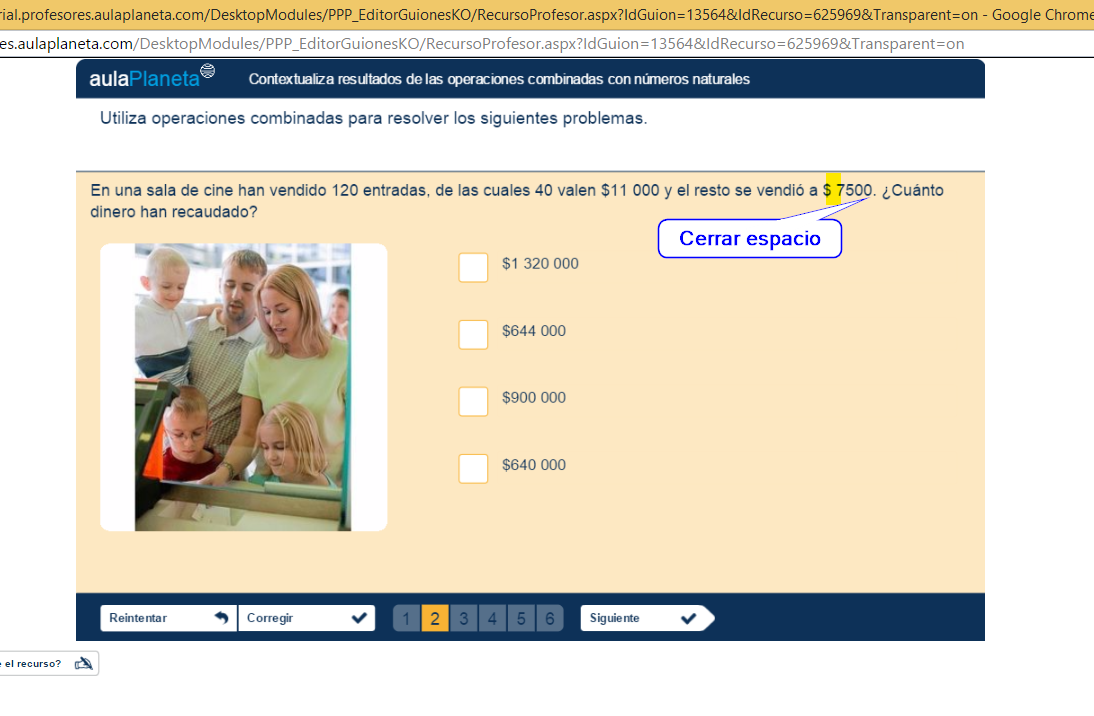 rial.profesores.aulaplaneta.com/DesktopModules/PPP_EditorGuionesKO/RecursoProfesor.aspx?IdGuion=13564&IdRecurso=625969&Transparent=on - Google Chrome
es.aulaplaneta.com/DesktopModules/PPP_EditorGuionesKO/RecursoProfesor.aspx?IdGuion=13564&IdRecurso=625969&Transparent=on
aulaPlaneta Contextualiza resultados de las operaciones combinadas con números naturales
Utiliza operaciones combinadas para resolver los siguientes problemas.
En una sala de cine han vendido 120 entradas, de las cuales 40 valen $11 000 y el resto se vendió a $ 7500. ¿Cuánto
dinero han recaudado?
Cerrar espacio
$1 320 000
$644 000
$900 000
$640 000
Reintentar Corregir 1 2 3 4 5 6 Siguiente
e el recurso?